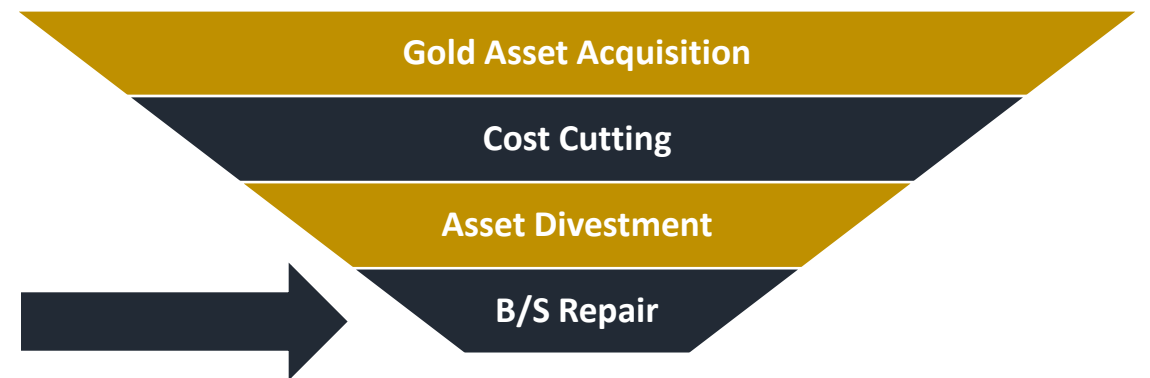 Gold Asset Acquisition
Cost Cutting
Asset Divestment
B/S Repair